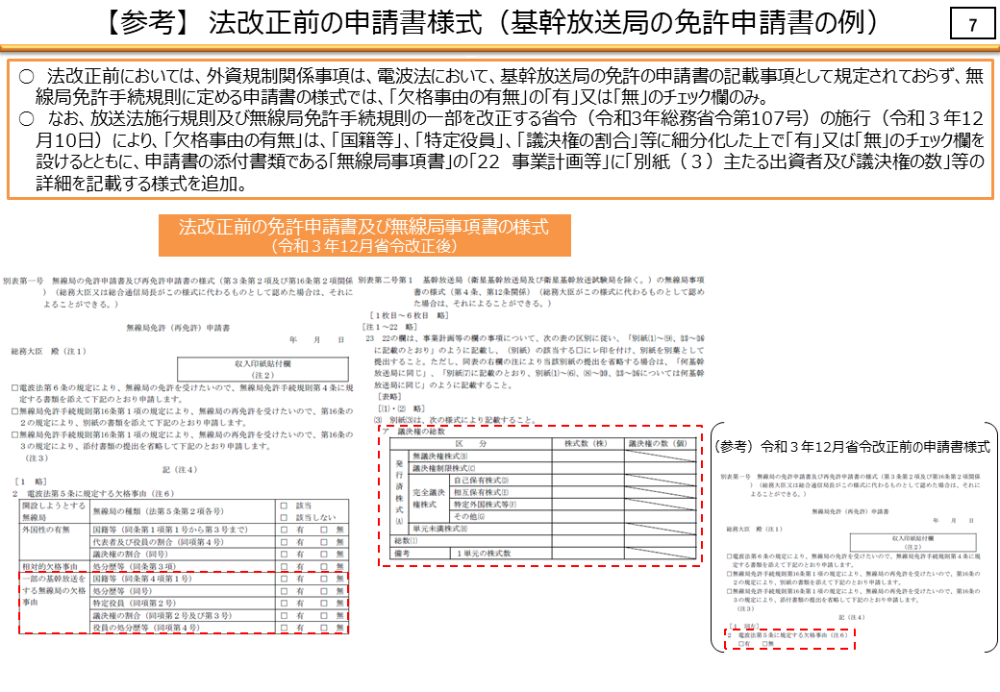 【参考】 法改正前の申請書様式（基幹放送局の免許申請書の例）
7
○ 法改正前においては、外資規制関係事項は、電波法において、基幹放送局の免許の申請書の記載事項として規定されておらず、無
線局免許手続規則に定める申請書の様式では、「欠格事由の有無」の「有」又は「無」のチェック欄のみ。
○ なお、放送法施行規則及び無線局免許手続規則の一部を改正する省令（令和3年総務省令第107号）の施行（令和３年12
月10日）により、「欠格事由の有無」は、「国籍等」、「特定役員」、「議決権の割合」等に細分化した上で「有」又は「無」のチェック欄を
設けるとともに、申請書の添付書類である「無線局事項書」の「22 事業計画等」に「別紙（３）主たる出資者及び議決権の数」等の
詳細を記載する様式を追加。
法改正前の免許申請書及び無線局事項書の様式
（令和３年12月省令改正後）
別表第一号 無線局の免許申請書及び再免許申請書の様式（第３条第２項及び第16条第２項関係
）（総務大臣又は総合通信局長がこの様式に代わるものとして認めた場合は、それに
よることができる。）
無線局免許（再免許）申請書
年 月 日
総務大臣 殿（注１）
収入印紙貼付欄
（注２）
□電波法第６条の規定により、無線局の免許を受けたいので、無線局免許手続規則第４条に規
定する書類を添えて下記のとおり申請します。
□無線局免許手続規則第16条第１項の規定により、無線局の再免許を受けたいので、第16条の
２の規定により、別紙の書類を添えて下記のとおり申請します。
□無線局免許手続規則第16条第１項の規定により、無線局の再免許を受けたいので、第16条の
３の規定により、添付書類の提出を省略して下記のとおり申請します。
（注３）
記（注４）
［１ 略］
２ 電波法第５条に規定する欠格事由（注６）
開設しようとする無線局 無線局の種類（法第５条第２項各号） □ 該当
□ 該当しない
外国性の有無 国籍等（同条第１項第１号から第３号まで） □ 有 □ 無
代表者及び役員の割合（同項第４号） □ 有 □ 無
議決権の割合（同号） □ 有 □ 無
相対的欠格事由 処分歴等（同条第３項） □ 有 □ 無
一部の基幹放送をする無線局の欠格事由 国籍等（同条第４項第１号） □ 有 □ 無
処分歴等（同号） □ 有 □ 無
特定役員（同項第２号） □ 有 □ 無
議決権の割合（同項第２号及び第３号） □ 有 □ 無
役員の処分歴等（同項第４号） □ 有 □ 無
別表第二号第１ 基幹放送局（衛星基幹放送局及び衛星基幹放送試験局を除く。）の無線局事項
書の様式（第４条、第12条関係）（総務大臣がこの様式に代わるものとして認め
た場合は、それによることができる。）
［１枚目～６枚目 略］
［注１～22 略］
23 22の欄は、事業計画等の欄の事項について、次の表の区別に従い、「別紙⑴～⑼、⒀～⒃
に記載のとおり」のように記載し、（別紙）の該当する□にレ印を付け、別紙を別葉として
提出すること。ただし、同表の右欄の注により当該別紙の提出を省略する場合は、「何基幹
放送局に同じ」、「別紙⑺に記載のとおり、別紙⑴～⑹、⑻～⑽、⒀～⒃については何基幹
放送局に同じ」のように記載すること。
［表略］
［⑴・⑵ 略］
⑶ 別紙⑶は、次の様式により記載すること。
ア 議決権の総数
区 分 株式数（株） 議決権の数（個）
発行済株式(A) 無議決権株式(B)
議決権制限株式(C)
完全議決権株式 自己保有株式(D)
相互保有株式(E)
特定外国株式等(F)
その他(G)
単元未満株式(H)
総数(I)
備考 １単元の株式数
（参考）令和３年12月省令改正前の申請書様式
別表第一号 無線局の免許申請書及び再免許申請書の様式（第３条第２項及び第16条第２項関係
）（総務大臣又は総合通信局長がこの様式に代わるものとして認めた場合は、それに
よることができる。）
無線局免許（再免許）申請書
年 月 日
総務大臣 殿（注１）
収入印紙貼付欄
（注２）
□電波法第６条の規定により、無線局の免許を受けたいので、無線局免許手続規則第４条に規
定する書類を添えて下記のとおり申請します。
□無線局免許手続規則第16条第１項の規定により、無線局の再免許を受けたいので、第16条の
２の規定により、別紙の書類を添えて下記のとおり申請します。
□無線局免許手続規則第16条第１項の規定により、無線局の再免許を受けたいので、第16条の
３の規定により、添付書類の提出を省略して下記のとおり申請します。
（注３）
記（注４）
［１ 同左］
２ 電波法第５条に規定する欠格事由（注６）
□有 □無